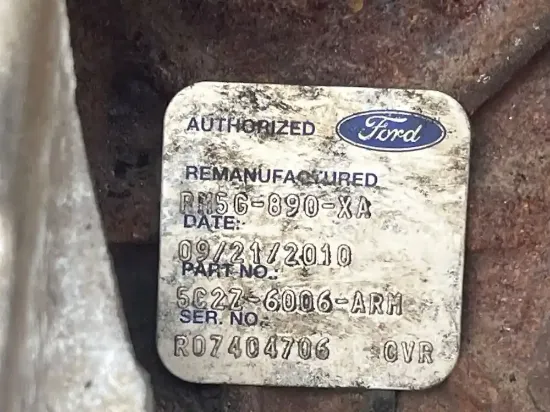 AUTHORIZED Ford
REMANUFACTURED
RM5G-890-XA
DATE:
09/21/2010
PART NO.:
5C2Z-6006-ARM
SER. NO.
R07404706 CVR